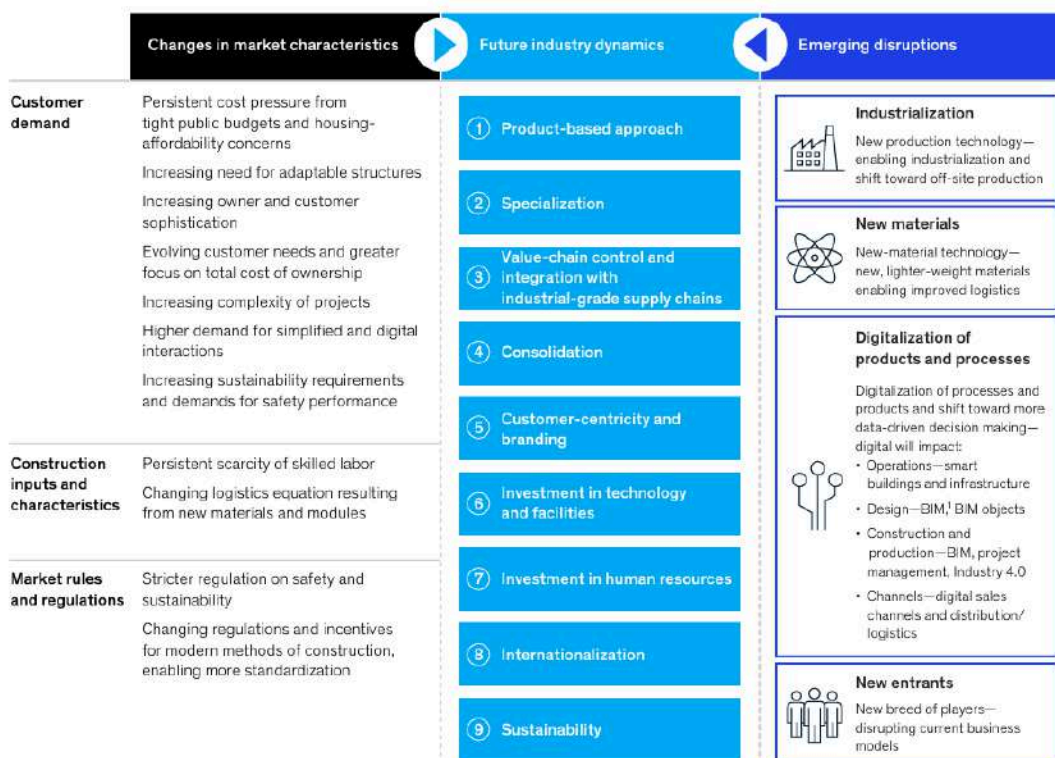 Changes in market characteristics
Future industry dynamics
Emerging disruptions
Customer
demand
Persistent cost pressure from
tight public budgets and housing-
affordability concerns
Increasing need for adaptable structures
Increasing owner and customer
sophistication
Evolving customer needs and greater
focus on total cost of ownership
Increasing complexity of projects
Higher demand for simplified and digital
interactions
Increasing sustainability requirements
and demands for safety performance
Construction
inputs and
characteristics
Persistent scarcity of skilled labor
Changing logistics equation resulting
from new materials and modules
Market rules
and regulations
Stricter regulation on safety and
sustainability
Changing regulations and incentives
for modern methods of construction,
enabling more standardization
1 Product-based approach
2 Specialization
3 Value-chain control and
integration with
industrial-grade supply chains
4 Consolidation
5 Customer-centricity and
branding
6 Investment in technology
and facilities
7 Investment in human resources
8 Internationalization
9 Sustainability
Industrialization
New production technology—
enabling industrialization and
shift toward off-site production
New materials
New-material technology—
new, lighter-weight materials
enabling improved logistics
Digitalization of
products and processes
Digitalization of processes and
products and shift toward more
data-driven decision making—
digital will impact:
• Operations—smart
buildings and infrastructure
• Design—BIM,¹ BIM objects
• Construction and
production—BIM, project
management, Industry 4.0
• Channels—digital sales
channels and distribution/
logistics
New entrants
New breed of players—
disrupting current business
models